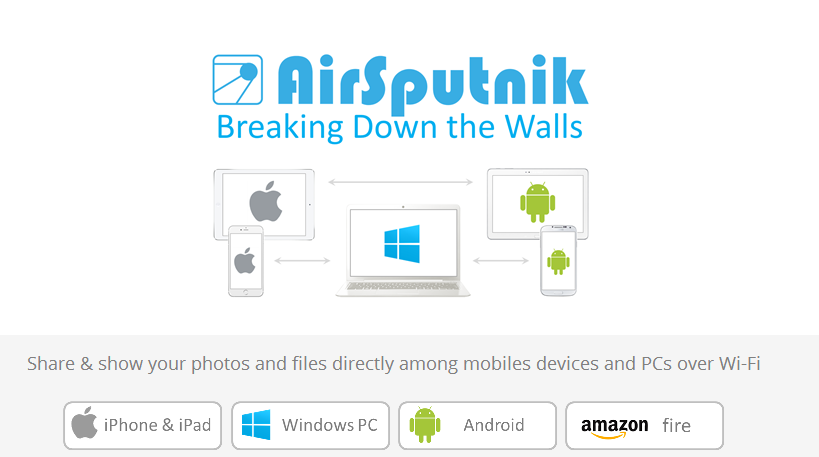 AirSputnik
Breaking Down the Walls
Share & show your photos and files directly among mobiles devices and PCs over Wi-Fi
iPhone & iPad
Windows PC
Android
amazon fire